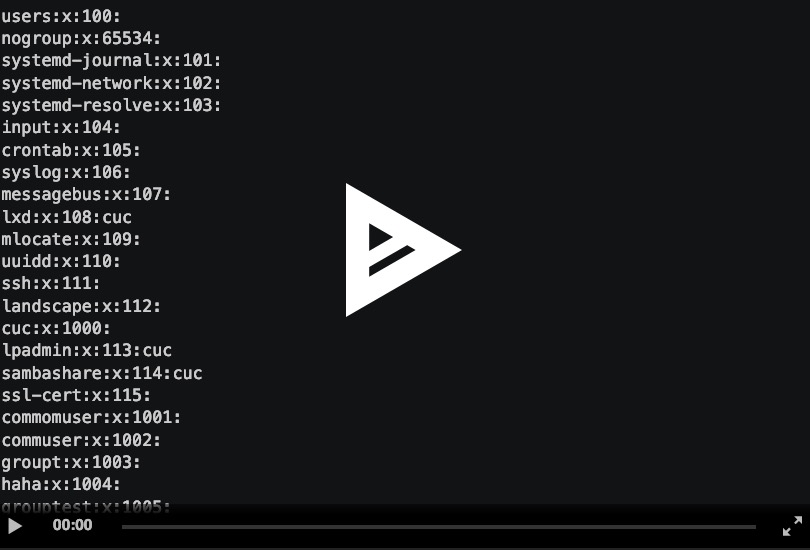 users:x:100:
nogroup:x:65534:
systemd-journal:x:101:
systemd-network:x:102:
systemd-resolve:x:103:
input:x:104:
crontab:x:105:
syslog:x:106:
messagebus:x:107:
lxd:x:108:cuc
mlocate:x:109:
uuidd:x:110:
ssh:x:111:
landscape:x:112:
cuc:x:1000:
lpadmin:x:113:cuc
sambashare:x:114:cuc
ssl-cert:x:115:
commomuser:x:1001:
commuser:x:1002:
groupt:x:1003:
haha:x:1004:
grouptest:x:1005:
00:00